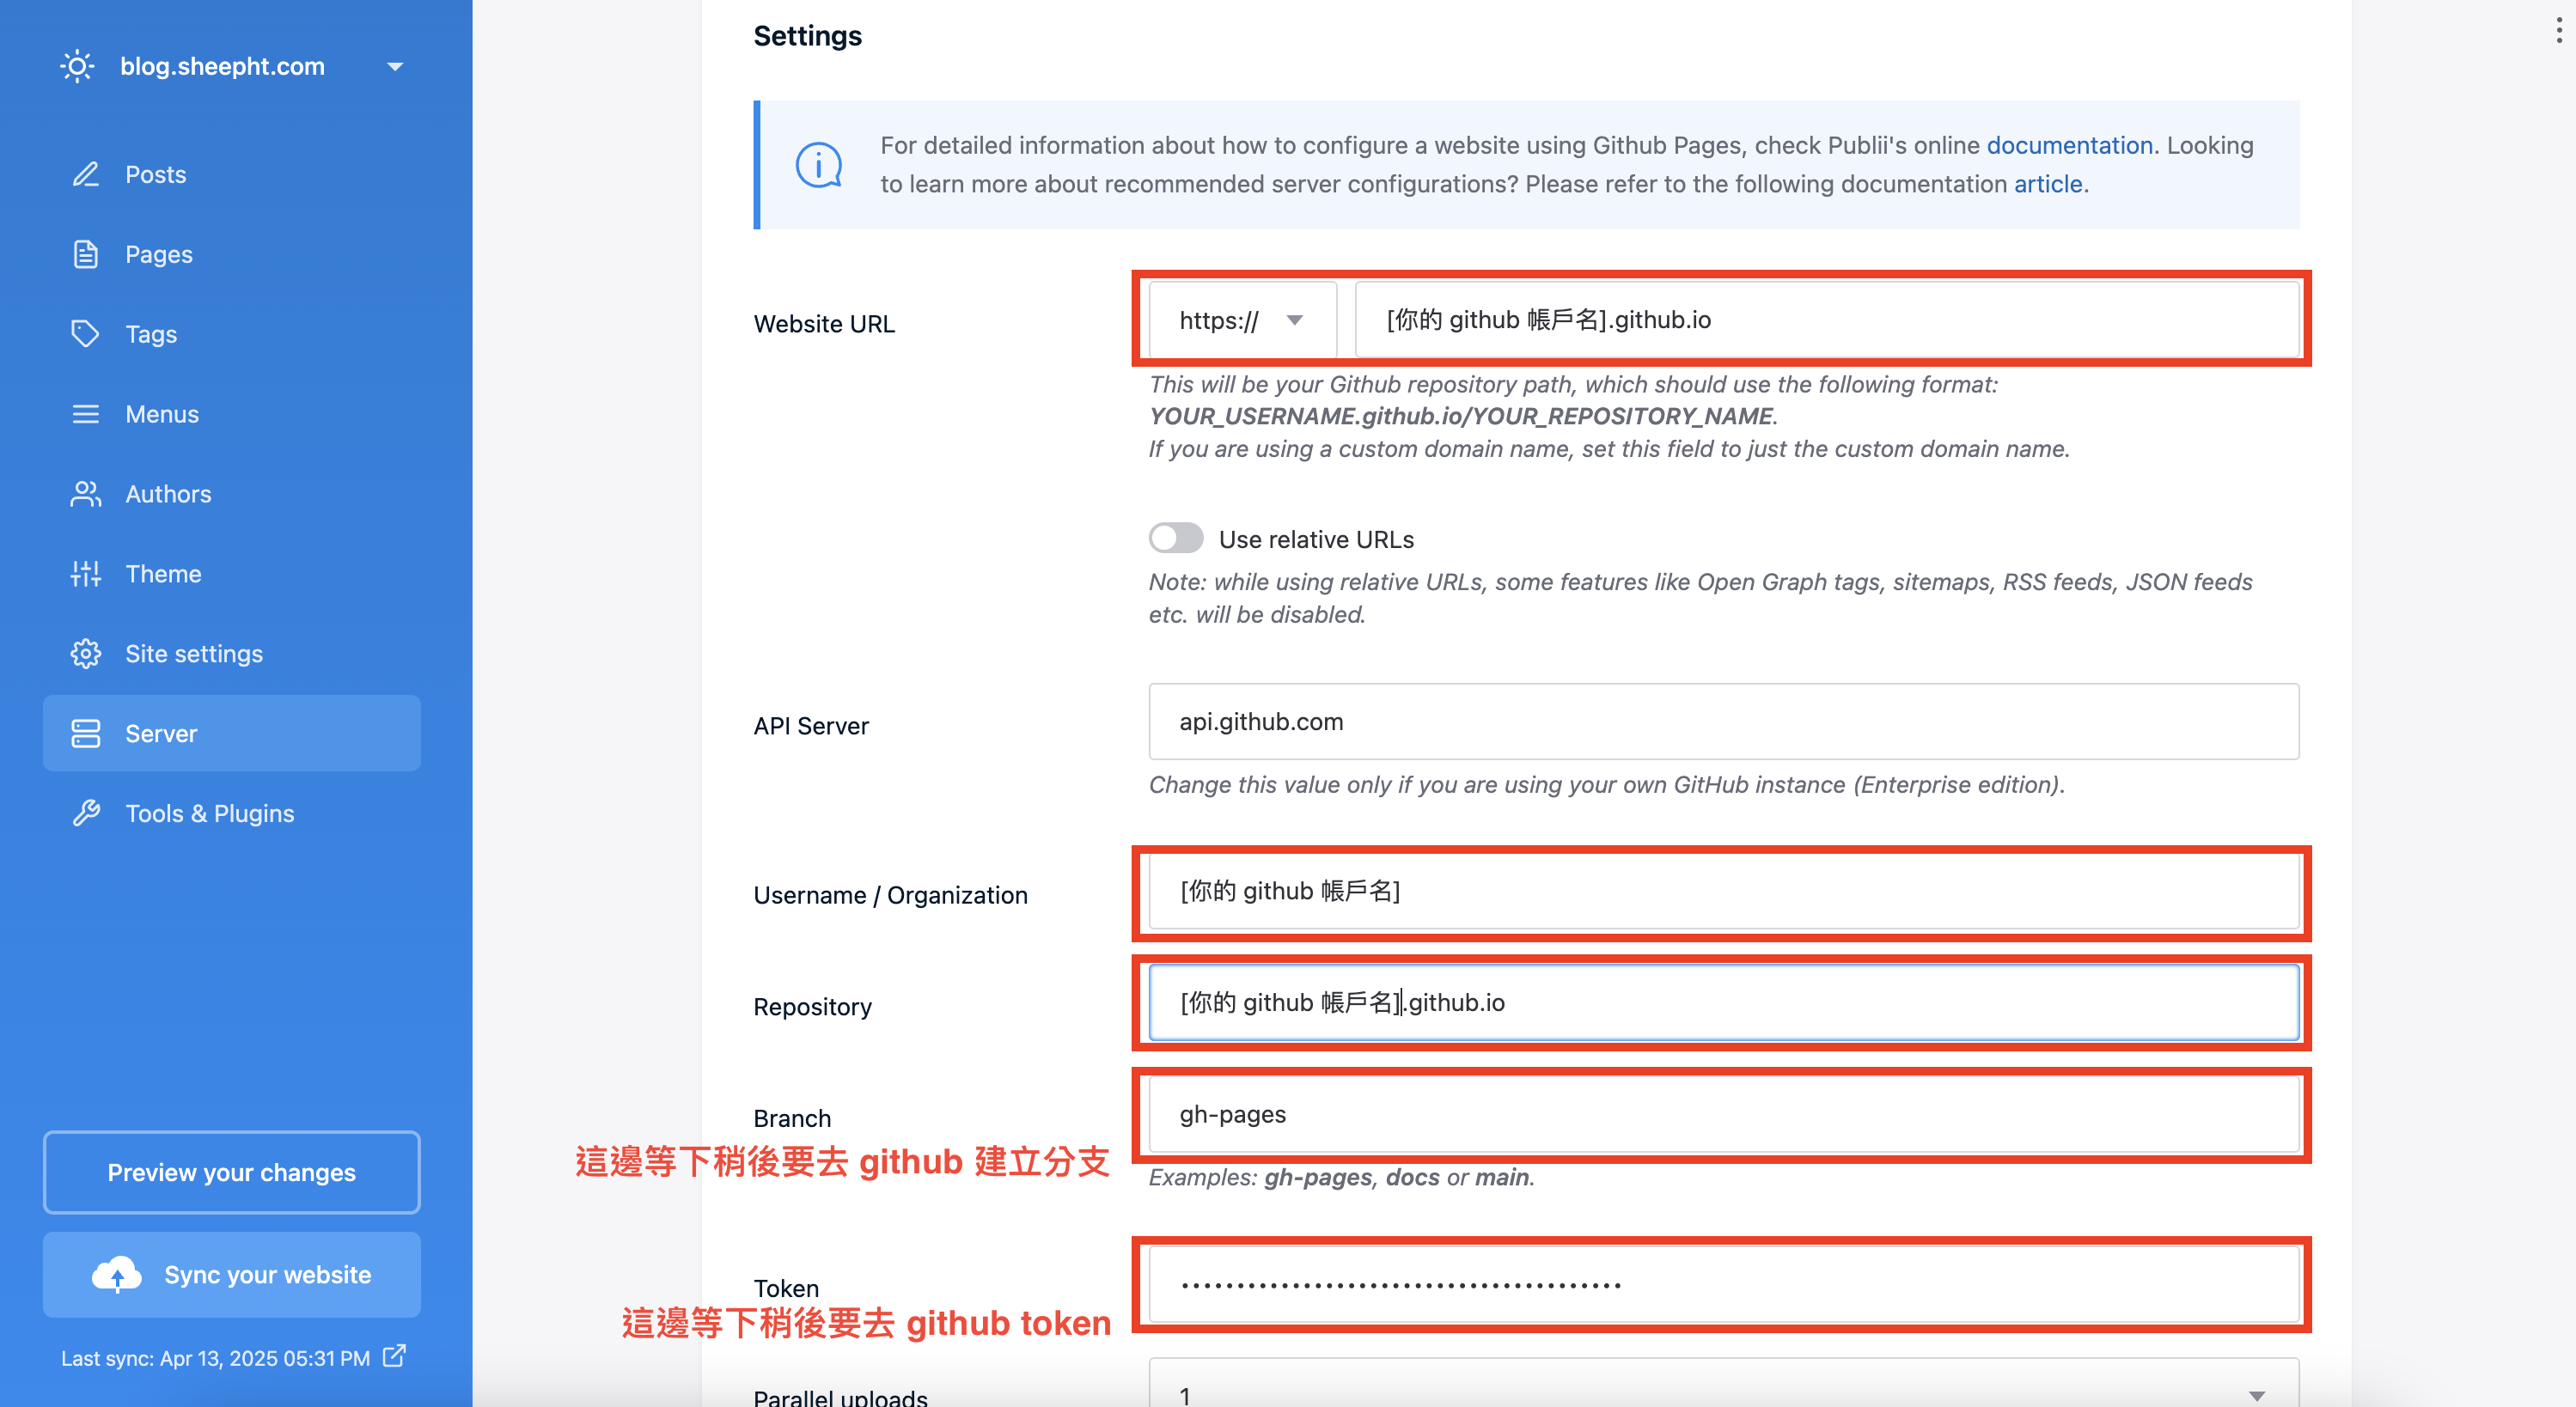 blog.sheepht.com
Posts
Pages
Tags
Menus
Authors
Theme
Site settings
Server
Tools & Plugins
Preview your changes
Sync your website
Last sync: Apr 13, 2025 05:31 PM
Settings
For detailed information about how to configure a website using Github Pages, check Publii's online documentation. Looking
to learn more about recommended server configurations? Please refer to the following documentation article.
Website URL
https://
[你的 github 帳戶名].github.io
This will be your Github repository path, which should use the following format:
YOUR_USERNAME.github.io/YOUR_REPOSITORY_NAME.
If you are using a custom domain name, set this field to just the custom domain name.
Use relative URLs
Note: while using relative URLs, some features like Open Graph tags, sitemaps, RSS feeds, JSON feeds
etc. will be disabled.
API Server
api.github.com
Change this value only if you are using your own GitHub instance (Enterprise edition).
Username / Organization
[你的 github 帳戶名]
Repository
[你的 github 帳戶名].github.io
Branch
gh-pages
這邊等下稍後要去 github 建立分支
Examples: gh-pages, docs or main.
Token
••••••••••••••••••••••••••••••••••••••••
這邊等下稍後要去 github token
Parallel uploads
1